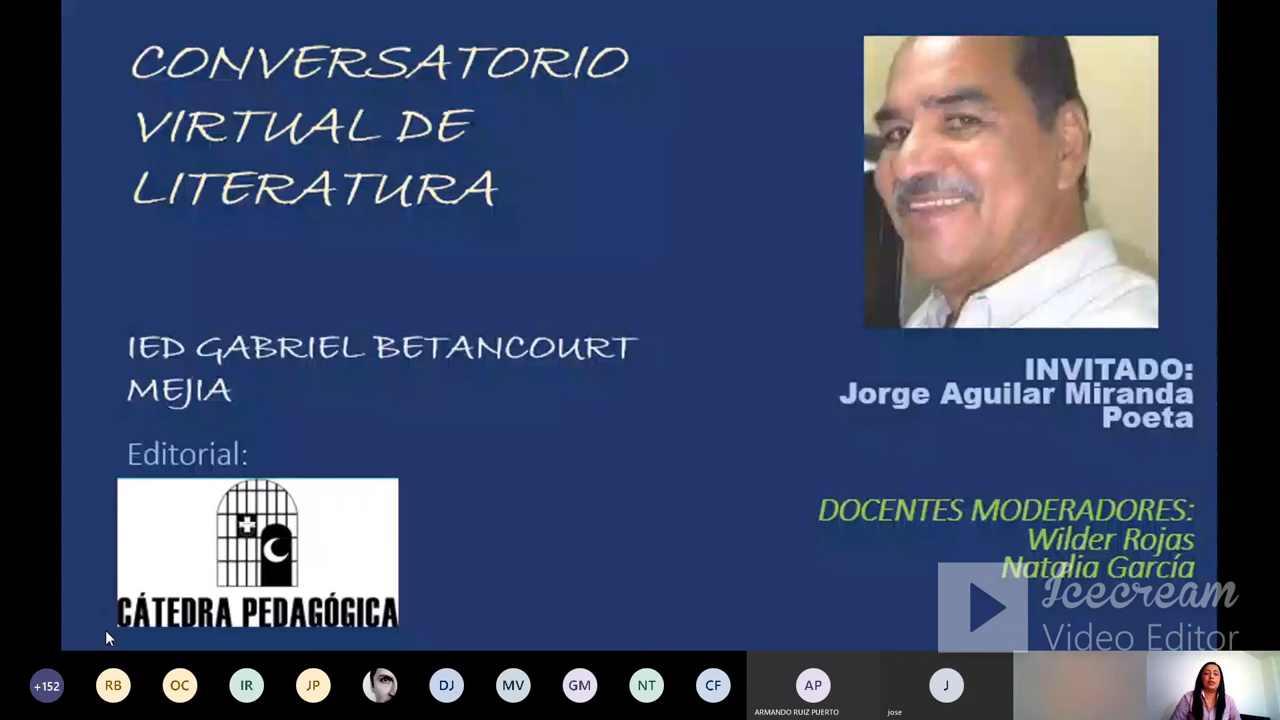 CONVERSATORIO
VIRTUAL DE
LITERATURA
IED GABRIEL BETANCOURT
MEJIA
Editorial:
CÁTEDRA PEDAGÓGICA
INVITADO:
Jorge Aguilar Miranda
Poeta
DOCENTES MODERADORES:
Wilder Rojas
Natalia García
Icecream
Video Editor
+152
RB
OC
IR
JP
DJ
MV
GM
NT
CF
AP
ARMANDO RUIZ PUERTO
J
jose